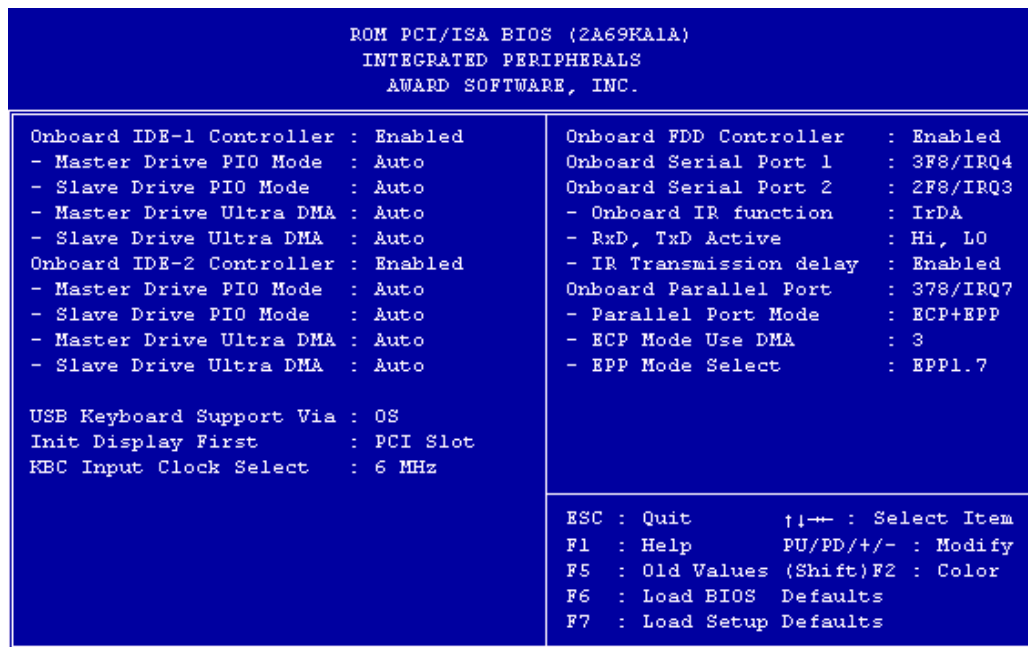 ROM PCI/ISA BIOS (2A69KA1A)
INTEGRATED PERIPHERALS
AWARD SOFTWARE, INC.
Onboard IDE-1 Controller : Enabled
- Master Drive PIO Mode : Auto
- Slave Drive PIO Mode : Auto
- Master Drive Ultra DMA : Auto
- Slave Drive Ultra DMA : Auto
Onboard IDE-2 Controller : Enabled
- Master Drive PIO Mode : Auto
- Slave Drive PIO Mode : Auto
- Master Drive Ultra DMA : Auto
- Slave Drive Ultra DMA : Auto
USB Keyboard Support Via : OS
Init Display First : PCI Slot
KBC Input Clock Select : 6 MHz
Onboard FDD Controller : Enabled
Onboard Serial Port 1 : 3F8/IRQ4
Onboard Serial Port 2 : 2F8/IRQ3
- Onboard IR function : IrDA
- RxD, TxD Active : Hi, LO
- IR Transmission delay : Enabled
Onboard Parallel Port : 378/IRQ7
- Parallel Port Mode : ECP+EPP
- ECP Mode Use DMA : 3
- EPP Mode Select : EPP1.7
ESC : Quit ↑↓→← : Select Item
F1 : Help PU/PD/+/- : Modify
F5 : Old Values (Shift)F2 : Color
F6 : Load BIOS Defaults
F7 : Load Setup Defaults